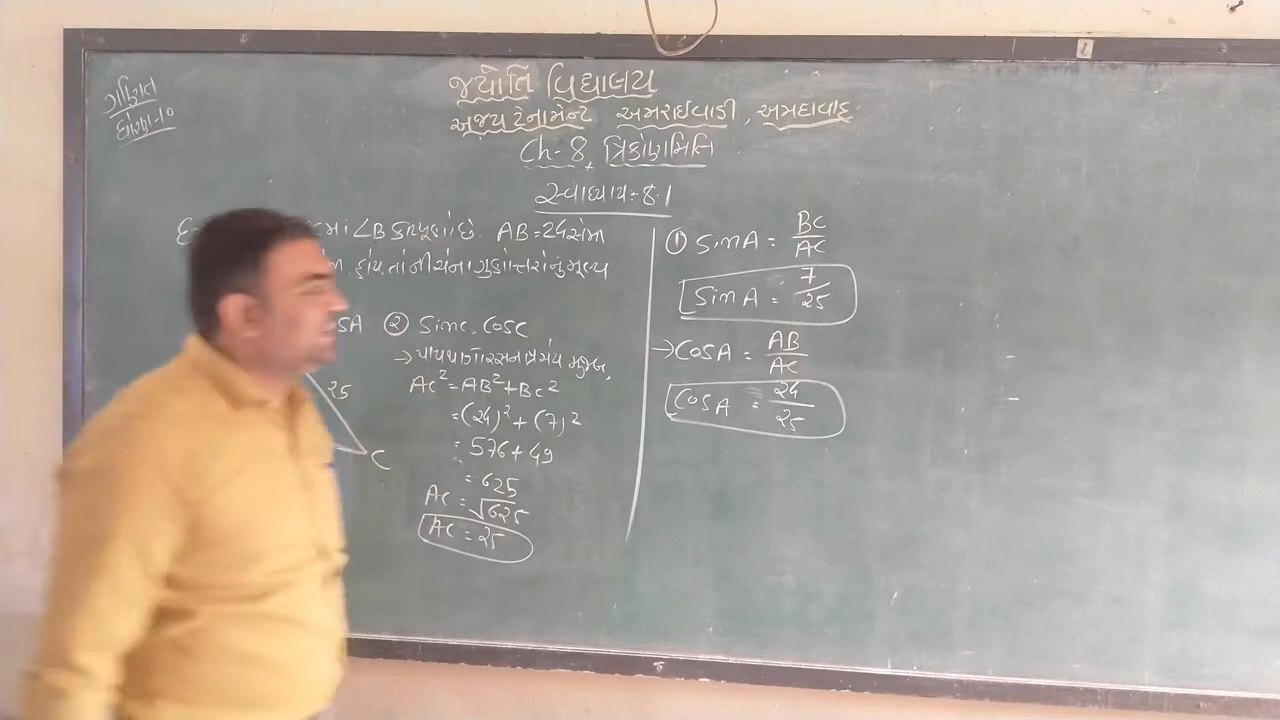 ગણિત
ધોરણ-૧૦
જ્યોતિ વિદ્યાલય
અજય ટેનામેન્ટ અમરાઈવાડી, અમદાવાદ
Ch-8, ત્રિકોણમિતિ
સ્વાધ્યાય:-8.1
માં ∠B કાટખૂણો છે. AB=24 સેમી
હોય તો નીચેના ગુણોત્તરોનું મૂલ્ય
SA ② Sinc, Cosc
→ પાયથાગોરસના પ્રમેય મુજબ,
AC² = AB² + BC²
= (24)² + (7)²
= 576 + 49
= 625
AC = √625
AC = 25
25
C
① SinA = BC/AC
SinA = 7/25
→ CosA = AB/AC
CosA = 24/25